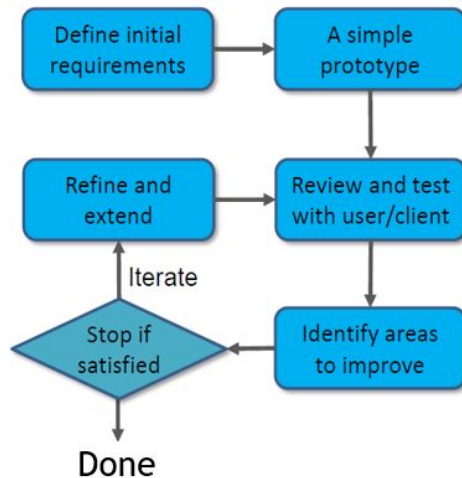 Define initial
requirements
A simple
prototype
Review and test
with user/client
Identify areas
to improve
Stop if
satisfied
Iterate
Refine and
extend
Done